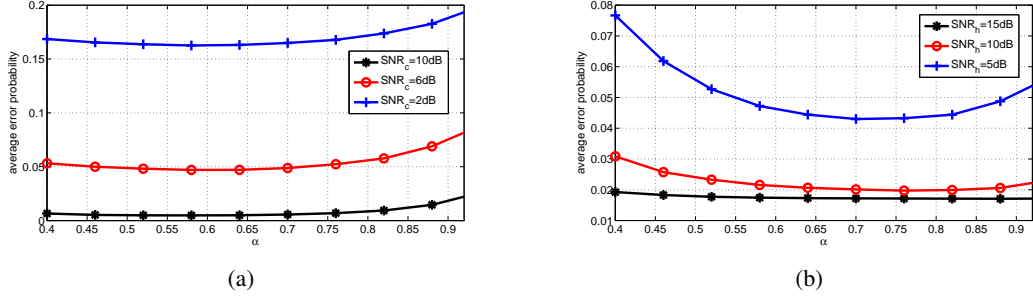 0.2
0.15
0.1
0.05
0
average error probability
SNR_c=10dB
SNR_c=6dB
SNR_c=2dB
0.4 0.45 0.5 0.55 0.6 0.65 0.7 0.75 0.8 0.85 0.9
α
(a)
0.08
0.07
0.06
0.05
0.04
0.03
0.02
0.01
average error probability
SNR_h=15dB
SNR_h=10dB
SNR_h=5dB
0.4 0.45 0.5 0.55 0.6 0.65 0.7 0.75 0.8 0.85 0.9
α
(b)